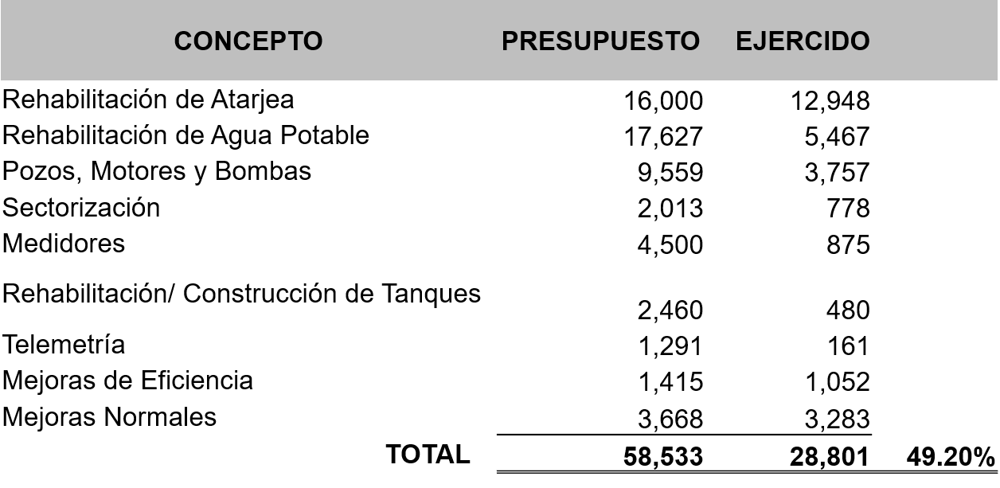 CONCEPTO PRESUPUESTO EJERCIDO
Rehabilitación de Atarjea 16,000 12,948
Rehabilitación de Agua Potable 17,627 5,467
Pozos, Motores y Bombas 9,559 3,757
Sectorización 2,013 778
Medidores 4,500 875
Rehabilitación/ Construcción de Tanques 2,460 480
Telemetría 1,291 161
Mejoras de Eficiencia 1,415 1,052
Mejoras Normales 3,668 3,283
TOTAL 58,533 28,801 49.20%